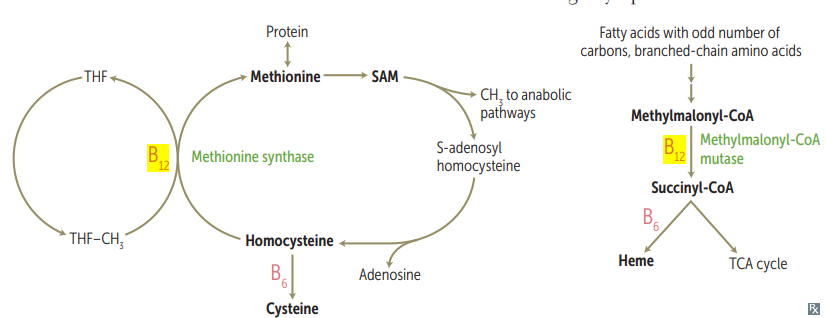 Protein
THF
Methionine
SAM
CH3 to anabolic
pathways
B12
Methionine synthase
S-adenosyl
homocysteine
THF–CH3
Homocysteine
B6
Adenosine
Cysteine
Fatty acids with odd number of
carbons, branched-chain amino acids
Methylmalonyl-CoA
B12
Methylmalonyl-CoA
mutase
Succinyl-CoA
B6
Heme
TCA cycle
Rx